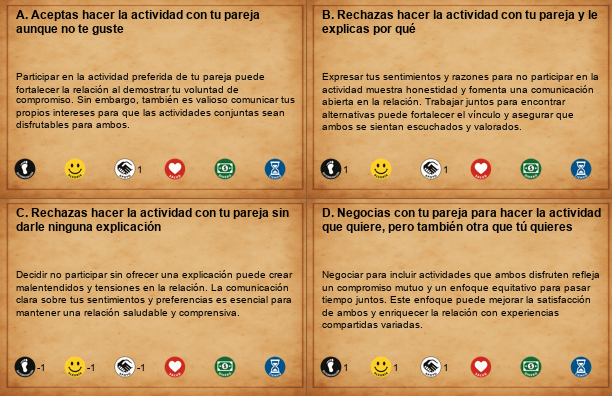 A. Aceptas hacer la actividad con tu pareja
aunque no te guste
Participar en la actividad preferida de tu pareja puede
fortalecer la relación al demostrar tu voluntad de
compromiso. Sin embargo, también es valioso comunicar tus
propios intereses para que las actividades conjuntas sean
disfrutables para ambos.
1
B. Rechazas hacer la actividad con tu pareja y le
explicas por qué
Expresar tus sentimientos y razones para no participar en la
actividad muestra honestidad y fomenta una comunicación
abierta en la relación. Trabajar juntos para encontrar
alternativas puede fortalecer el vínculo y asegurar que
ambos se sientan escuchados y valorados.
1 1
C. Rechazas hacer la actividad con tu pareja sin
darle ninguna explicación
Decidir no participar sin ofrecer una explicación puede crear
malentendidos y tensiones en la relación. La comunicación
clara sobre tus sentimientos y preferencias es esencial para
mantener una relación saludable y comprensiva.
-1 -1 -1
D. Negocias con tu pareja para hacer la actividad
que quiere, pero también otra que tú quieres
Negociar para incluir actividades que ambos disfruten refleja
un compromiso mutuo y un enfoque equitativo para pasar
tiempo juntos. Este enfoque puede mejorar la satisfacción
de ambos y enriquecer la relación con experiencias
compartidas variadas.
1 1 1